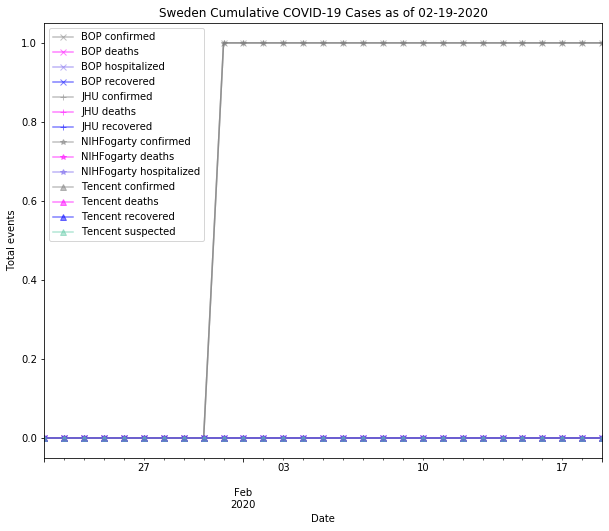 Sweden Cumulative COVID-19 Cases as of 02-19-2020
BOP confirmed
BOP deaths
BOP hospitalized
BOP recovered
JHU confirmed
JHU deaths
JHU recovered
NIHFogarty confirmed
NIHFogarty deaths
NIHFogarty hospitalized
Tencent confirmed
Tencent deaths
Tencent recovered
Tencent suspected
Total events
1.0
0.8
0.6
0.4
0.2
0.0
27
03
10
17
Feb
2020
Date